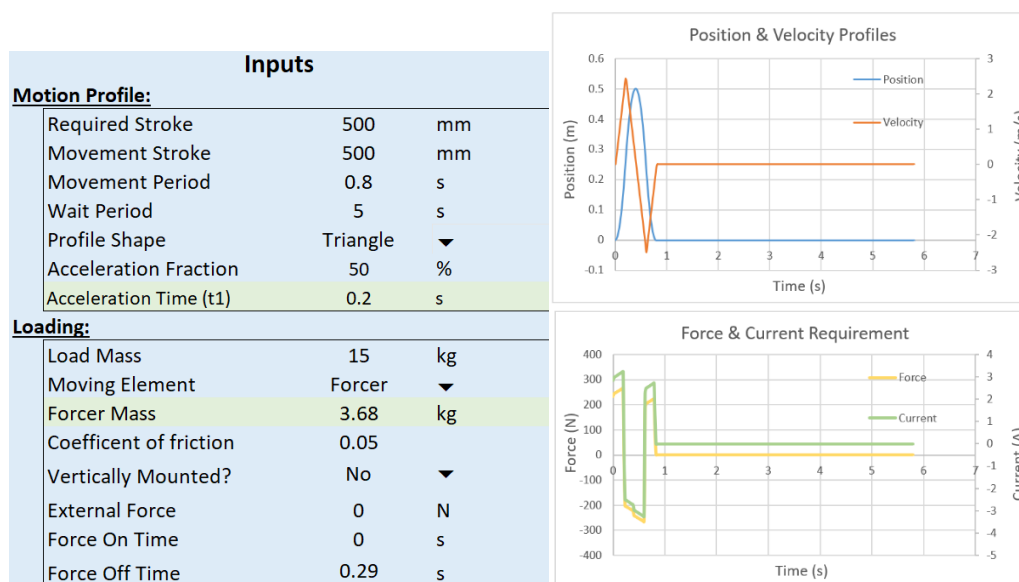 Inputs
Motion Profile:
Required Stroke 500 mm
Movement Stroke 500 mm
Movement Period 0.8 s
Wait Period 5 s
Profile Shape Triangle
Acceleration Fraction 50 %
Acceleration Time (t1) 0.2 s
Loading:
Load Mass 15 kg
Moving Element Forcer
Forcer Mass 3.68 kg
Coefficent of friction 0.05
Vertically Mounted? No
External Force 0 N
Force On Time 0 s
Force Off Time 0.29 s
Position & Velocity Profiles
0.6 3
0.5 2
0.4 1
0.3 0
0.2 -1
0.1 -2
0 -3
-0.1
0 1 2 3 4 5 6 7
Position (m)
Time (s)
Position
Velocity
Force & Current Requirement
400 4
300 3
200 2
100 1
0 0
-100 -1
-200 -2
-300 -3
-400 -4
-5
0 1 2 3 4 5 6 7
Force (N)
Current (A)
Time (s)
Force
Current